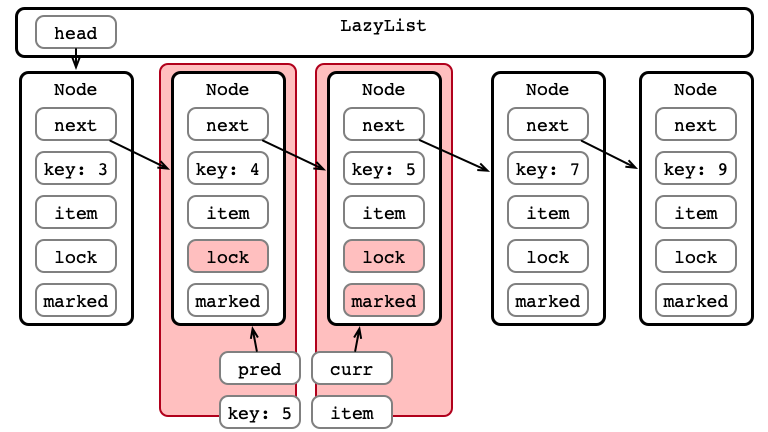 LazyList
head
Node
next
key: 3
item
lock
marked
Node
next
key: 4
item
lock
marked
Node
next
key: 5
item
lock
marked
Node
next
key: 7
item
lock
marked
Node
next
key: 9
item
lock
marked
pred
key: 5
curr
item